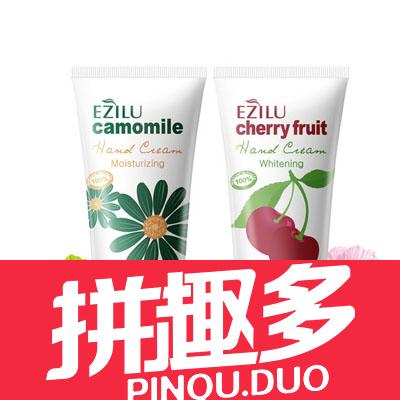 EZILU
camomile
Hand Cream
Moisturizing
100%
EZILU
cherry fruit
Hand Cream
Whitening
100%
拼趣多
PINQU.DUO